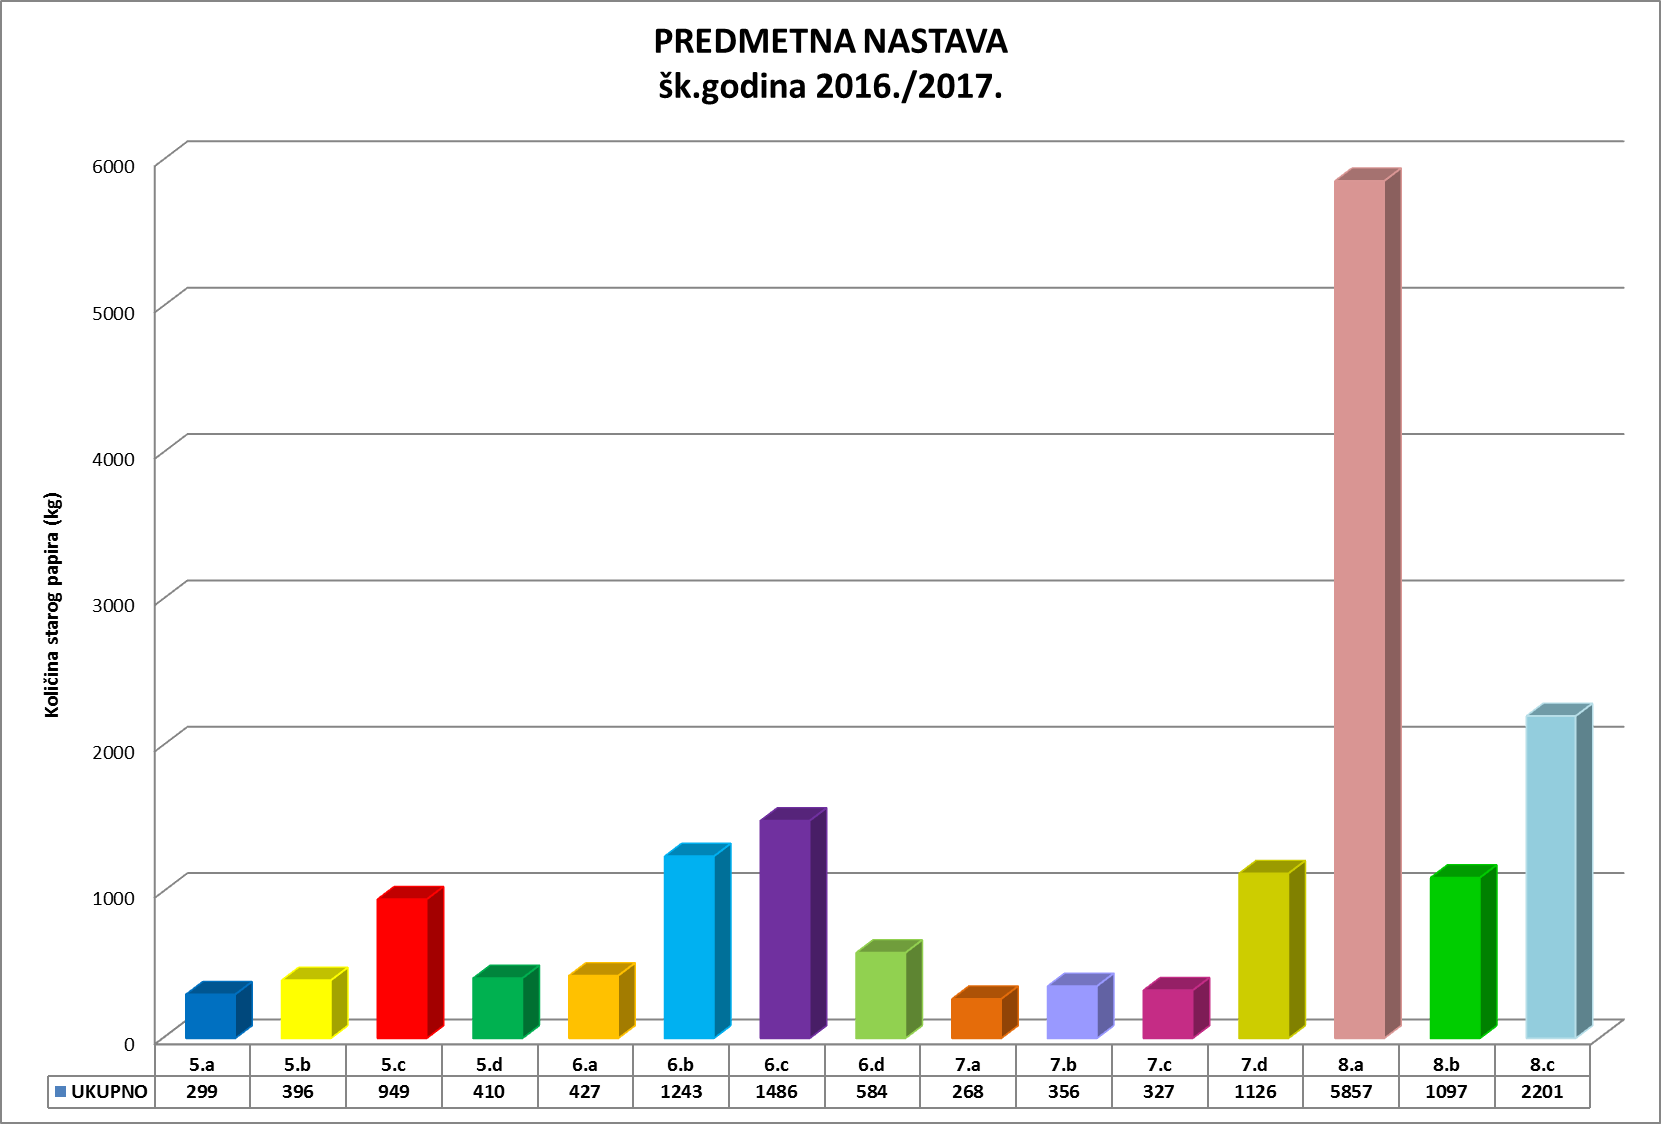 PREDMETNA NASTAVA
šk.godina 2016./2017.
6000
5000
4000
3000
2000
1000
0
Količina starog papira (kg)
5.a 5.b 5.c 5.d 6.a 6.b 6.c 6.d 7.a 7.b 7.c 7.d 8.a 8.b 8.c
UKUPNO 299 396 949 410 427 1243 1486 584 268 356 327 1126 5857 1097 2201